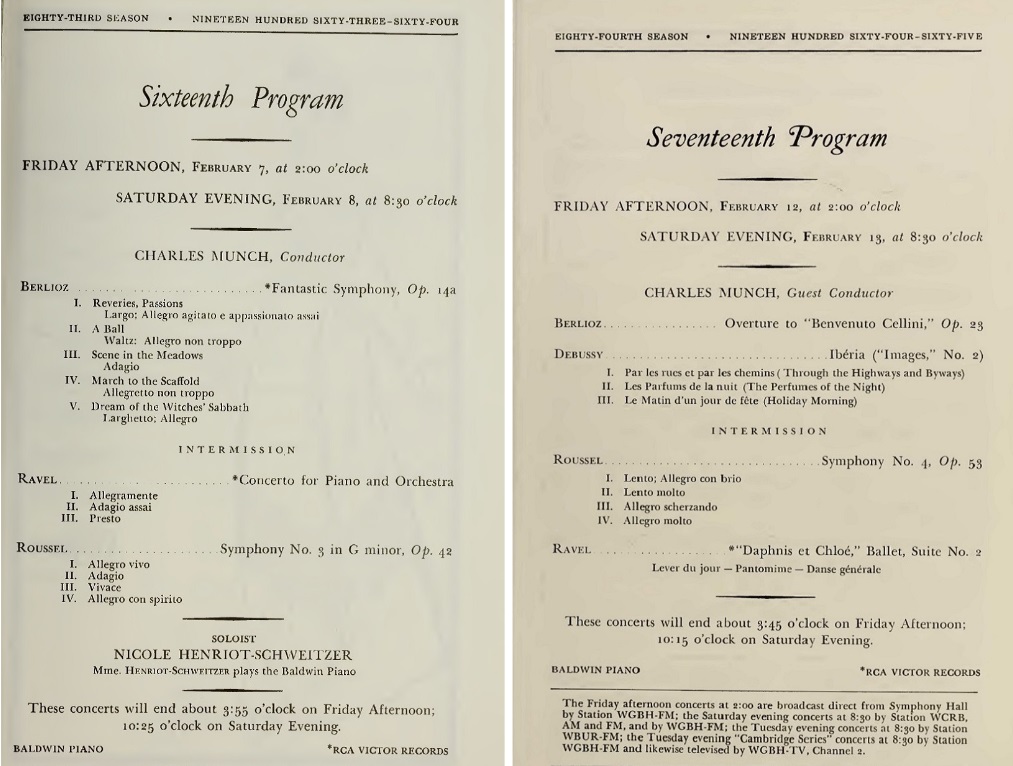 EIGHTY-THIRD SEASON • NINETEEN HUNDRED SIXTY-THREE-SIXTY-FOUR
Sixteenth Program
FRIDAY AFTERNOON, FEBRUARY 7, at 2:00 o'clock
SATURDAY EVENING, FEBRUARY 8, at 8:30 o'clock
CHARLES MUNCH, Conductor
BERLIOZ . . . . . . . . . . . . . . . . . . . . . . . . . . *Fantastic Symphony, Op. 14a
I. Reveries, Passions
Largo; Allegro agitato e appassionato assai
II. A Ball
Waltz: Allegro non troppo
III. Scene in the Meadows
Adagio
IV. March to the Scaffold
Allegretto non troppo
V. Dream of the Witches' Sabbath
Larghetto; Allegro
INTERMISSION
RAVEL . . . . . . . . . . . . . . . . . . . . . . . *Concerto for Piano and Orchestra
I. Allegramente
II. Adagio assai
III. Presto
ROUSSEL . . . . . . . . . . . . . . . . . . . . Symphony No. 3 in G minor, Op. 42
I. Allegro vivo
II. Adagio
III. Vivace
IV. Allegro con spirito
SOLOIST
NICOLE HENRIOT-SCHWEITZER
Mme. HENRIOT-SCHWEITZER plays the Baldwin Piano
These concerts will end about 3:55 o'clock on Friday Afternoon;
10:25 o'clock on Saturday Evening.
BALDWIN PIANO *RCA VICTOR RECORDS
EIGHTY-FOURTH SEASON • NINETEEN HUNDRED SIXTY-FOUR-SIXTY-FIVE
Seventeenth Program
FRIDAY AFTERNOON, FEBRUARY 12, at 2:00 o'clock
SATURDAY EVENING, FEBRUARY 13, at 8:30 o'clock
CHARLES MUNCH, Guest Conductor
BERLIOZ . . . . . . . . . . . . . . . . Overture to "Benvenuto Cellini," Op. 23
DEBUSSY . . . . . . . . . . . . . . . . . . . . . . . . . . . . . . Ibéria ("Images," No. 2)
I. Par les rues et par les chemins ( Through the Highways and Byways)
II. Les Parfums de la nuit (The Perfumes of the Night)
III. Le Matin d'un jour de fête (Holiday Morning)
INTERMISSION
ROUSSEL . . . . . . . . . . . . . . . . . . . . . . . . . . . . . Symphony No. 4, Op. 53
I. Lento; Allegro con brio
II. Lento molto
III. Allegro scherzando
IV. Allegro molto
RAVEL . . . . . . . . . . . . . . . . . . *"Daphnis et Chloé," Ballet, Suite No. 2
Lever du jour — Pantomime — Danse générale
These concerts will end about 3:45 o'clock on Friday Afternoon;
10:15 o'clock on Saturday Evening.
BALDWIN PIANO *RCA VICTOR RECORDS
The Friday afternoon concerts at 2:00 are broadcast direct from Symphony Hall
by Station WGBH-FM; the Saturday evening concerts at 8:30 by Station WCRB,
AM and FM, and by WGBH-FM; the Tuesday evening concerts at 8:30 by Station
WBUR-FM; the Tuesday evening "Cambridge Series" concerts at 8:30 by Station
WGBH-FM and likewise televised by WGBH-TV, Channel 2.